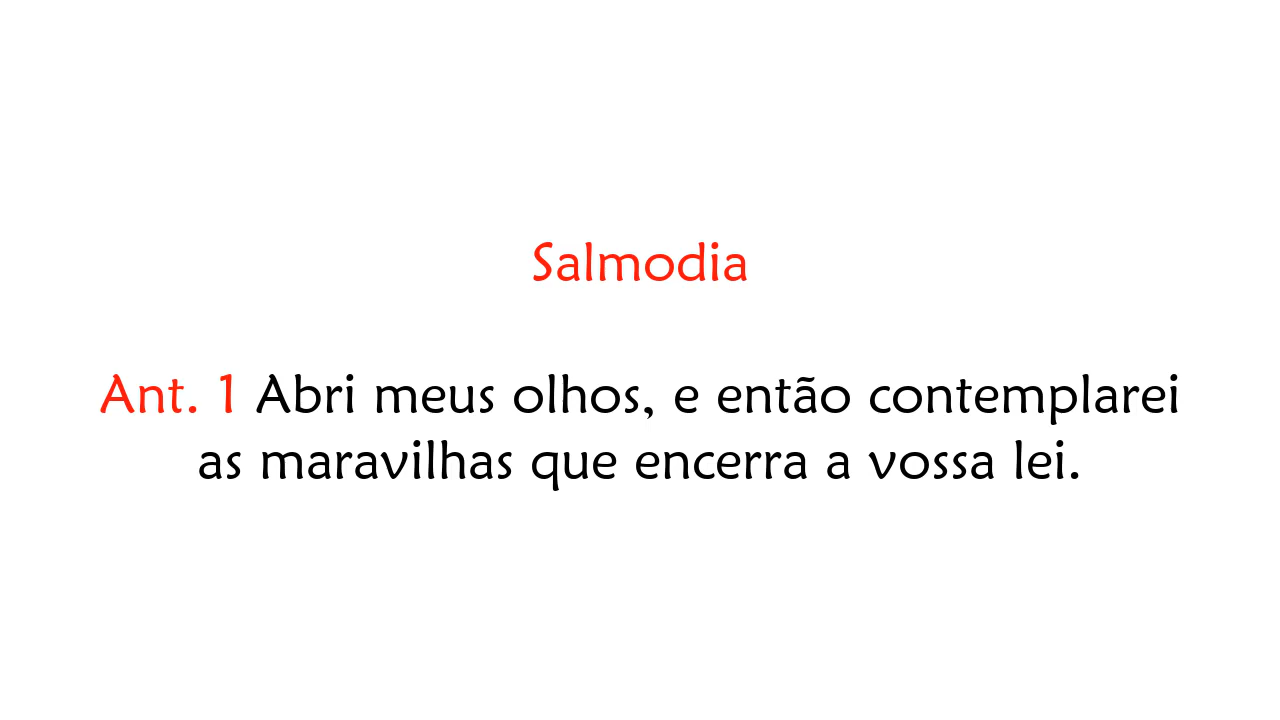 Salmodia
Ant. 1 Abri meus olhos, e então contemplarei
as maravilhas que encerra a vossa lei.